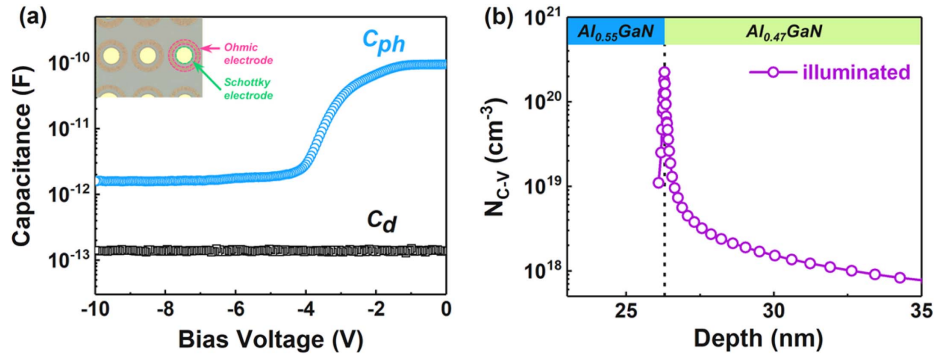 (a)
Ohmic
electrode
Schottky
electrode
C_ph
C_d
Capacitance (F)
10^-10
10^-11
10^-12
10^-13
-10 -8 -6 -4 -2 0
Bias Voltage (V)
(b)
Al_0.55GaN Al_0.47GaN
illuminated
N_C-V (cm^-3)
10^21
10^20
10^19
10^18
25 30 35
Depth (nm)